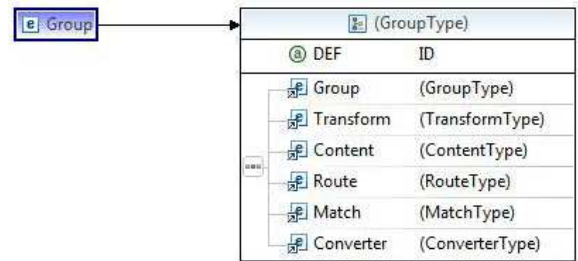 e Group
(GroupType)
a DEF ID
e Group (GroupType)
e Transform (TransformType)
e Content (ContentType)
e Route (RouteType)
e Match (MatchType)
e Converter (ConverterType)